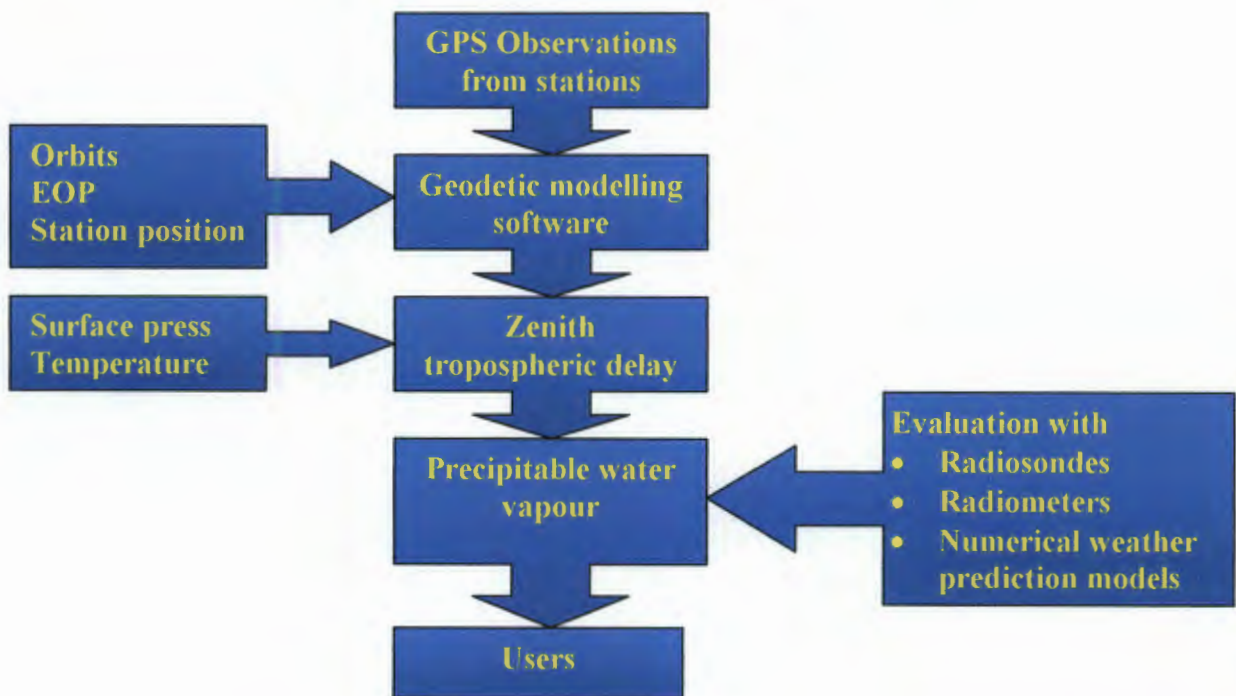 GPS Observations
from stations
Orbits
EOP
Station position
Geodetic modelling
software
Surface press
Temperature
Zenith
tropospheric delay
Evaluation with
• Radiosondes
• Radiometers
• Numerical weather
prediction models
Precipitable water
vapour
Users